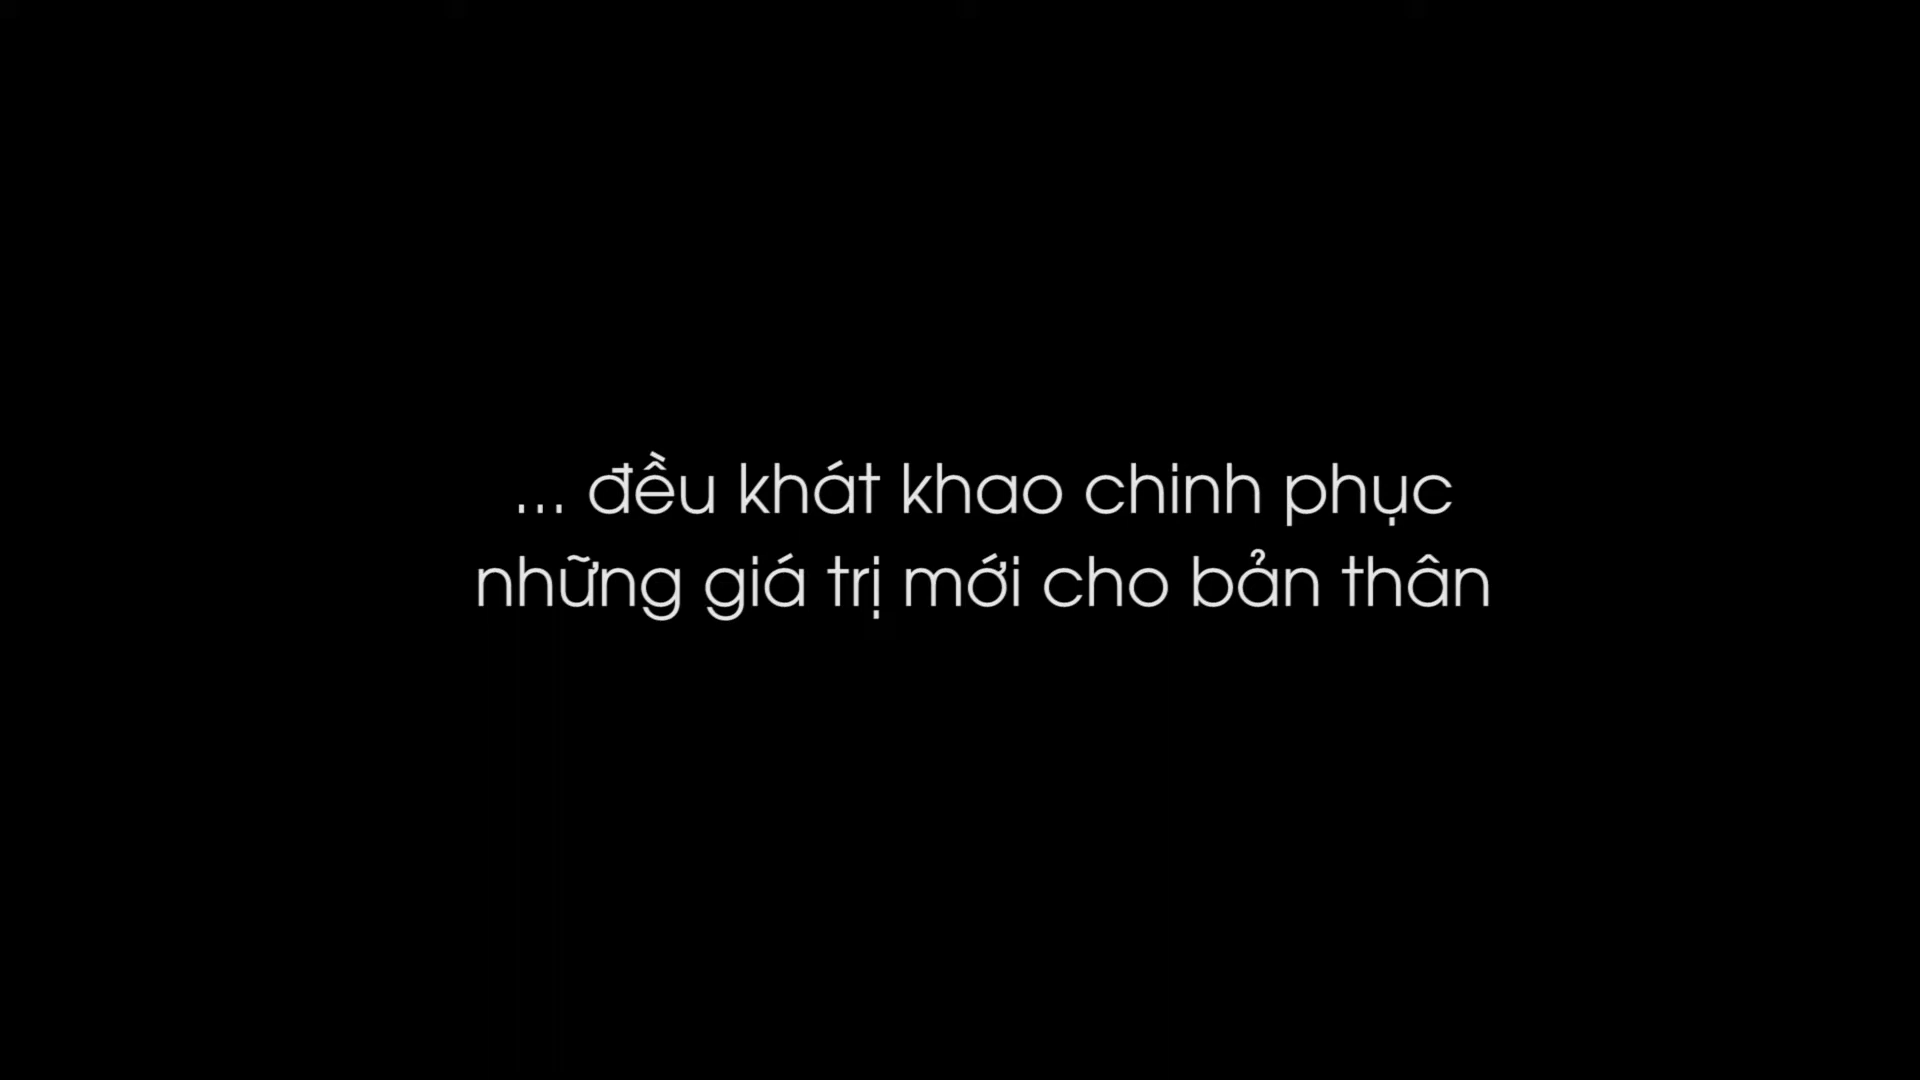 ... đều khát khao chinh phục
những giá trị mới cho bản thân